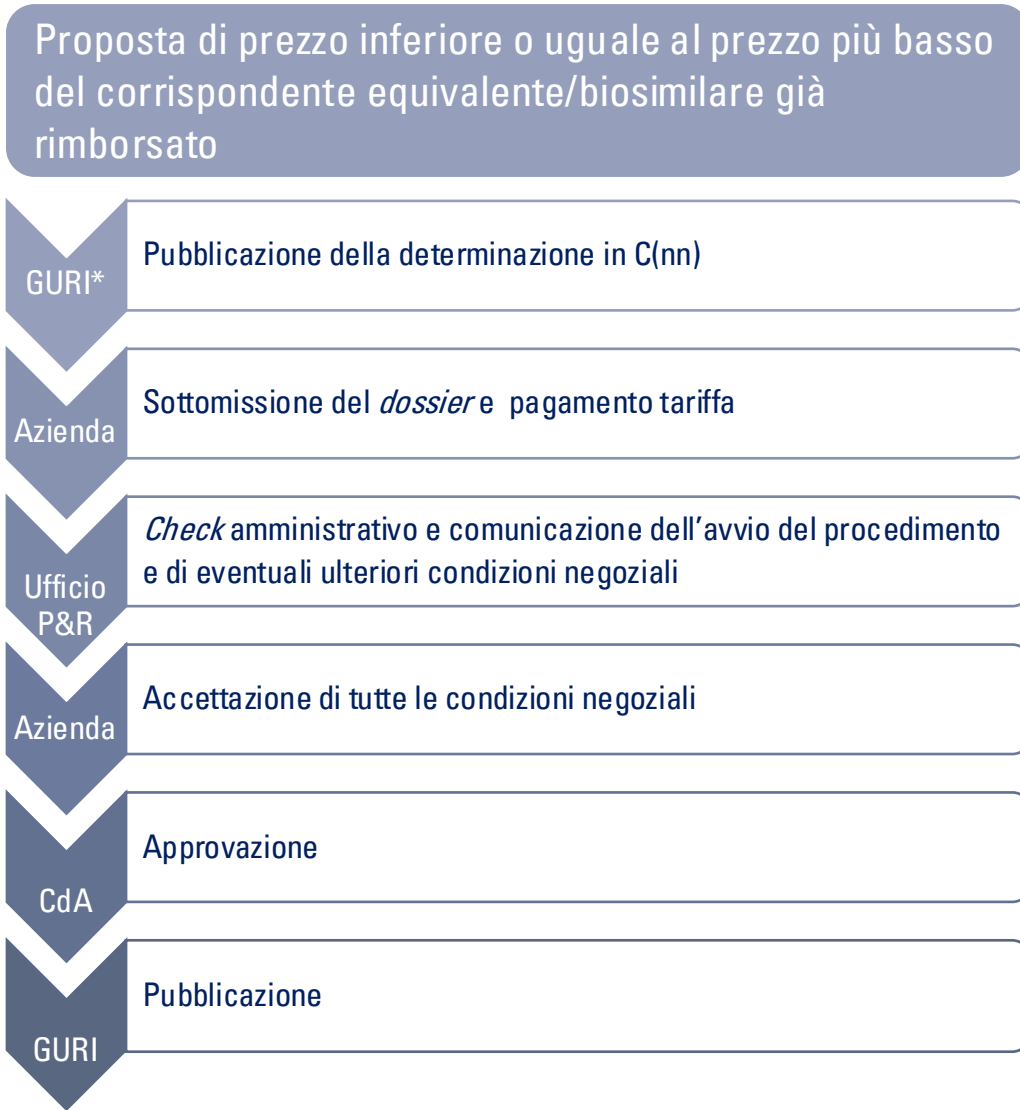 Proposta di prezzo inferiore o uguale al prezzo più basso
del corrispondente equivalente/biosimilare già
rimborsato
GURI*
Pubblicazione della determinazione in C(nn)
Azienda
Sottomissione del dossier e pagamento tariffa
Ufficio
P&R
Check amministrativo e comunicazione dell'avvio del procedimento
e di eventuali ulteriori condizioni negoziali
Azienda
Accettazione di tutte le condizioni negoziali
CdA
Approvazione
GURI
Pubblicazione